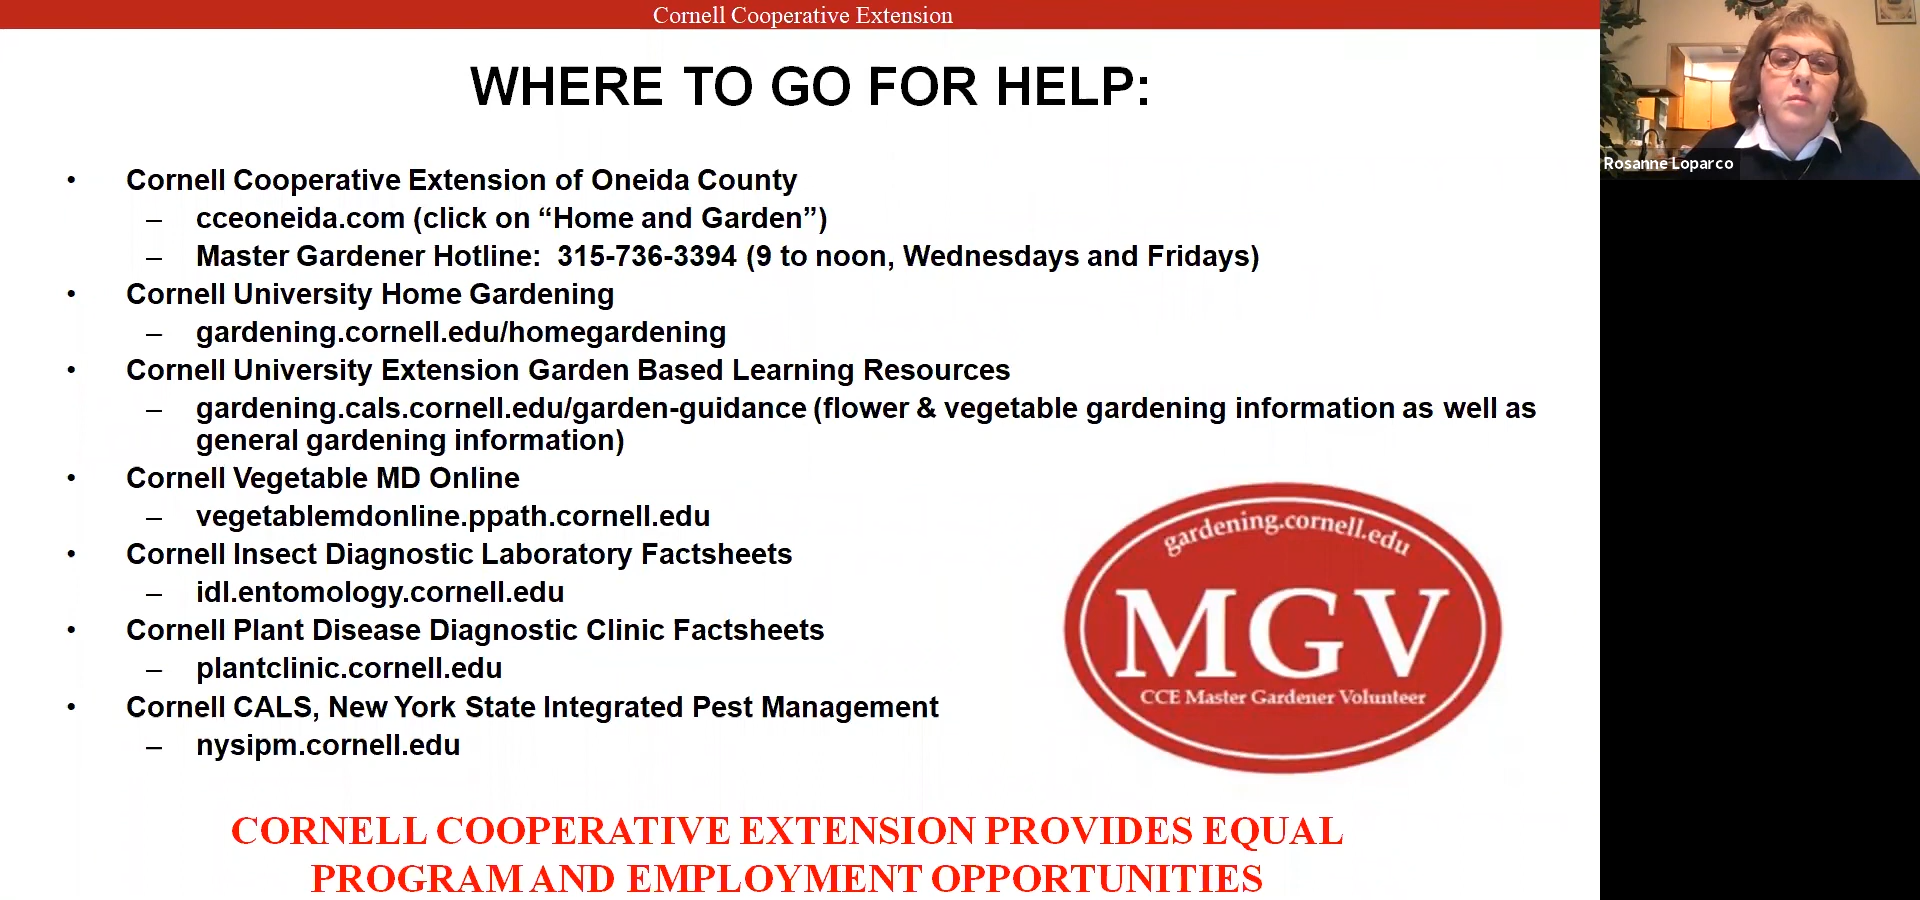 Cornell Cooperative Extension
WHERE TO GO FOR HELP:
• Cornell Cooperative Extension of Oneida County
– cceoneida.com (click on “Home and Garden”)
– Master Gardener Hotline:  315-736-3394 (9 to noon, Wednesdays and Fridays)
• Cornell University Home Gardening
– gardening.cornell.edu/homegardening
• Cornell University Extension Garden Based Learning Resources
– gardening.cals.cornell.edu/garden-guidance (flower & vegetable gardening information as well as
general gardening information)
• Cornell Vegetable MD Online
– vegetablemdonline.ppath.cornell.edu
• Cornell Insect Diagnostic Laboratory Factsheets
– idl.entomology.cornell.edu
• Cornell Plant Disease Diagnostic Clinic Factsheets
– plantclinic.cornell.edu
• Cornell CALS, New York State Integrated Pest Management
– nysipm.cornell.edu
gardening.cornell.edu
MGV
CCE Master Gardener Volunteer
CORNELL COOPERATIVE EXTENSION PROVIDES EQUAL
PROGRAM AND EMPLOYMENT OPPORTUNITIES
Rosanne Loparco